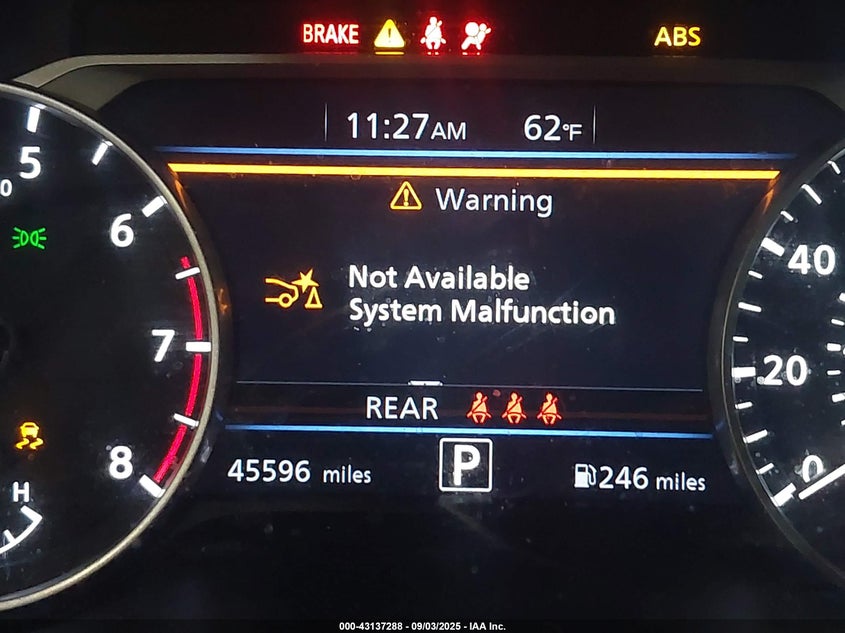 BRAKE ABS
11:27AM 62°F
Warning
Not Available
System Malfunction
REAR
45596 miles P 246 miles
5
6
7
8
H
40
20
0
000-43137288 - 09/03/2025 - IAA Inc.